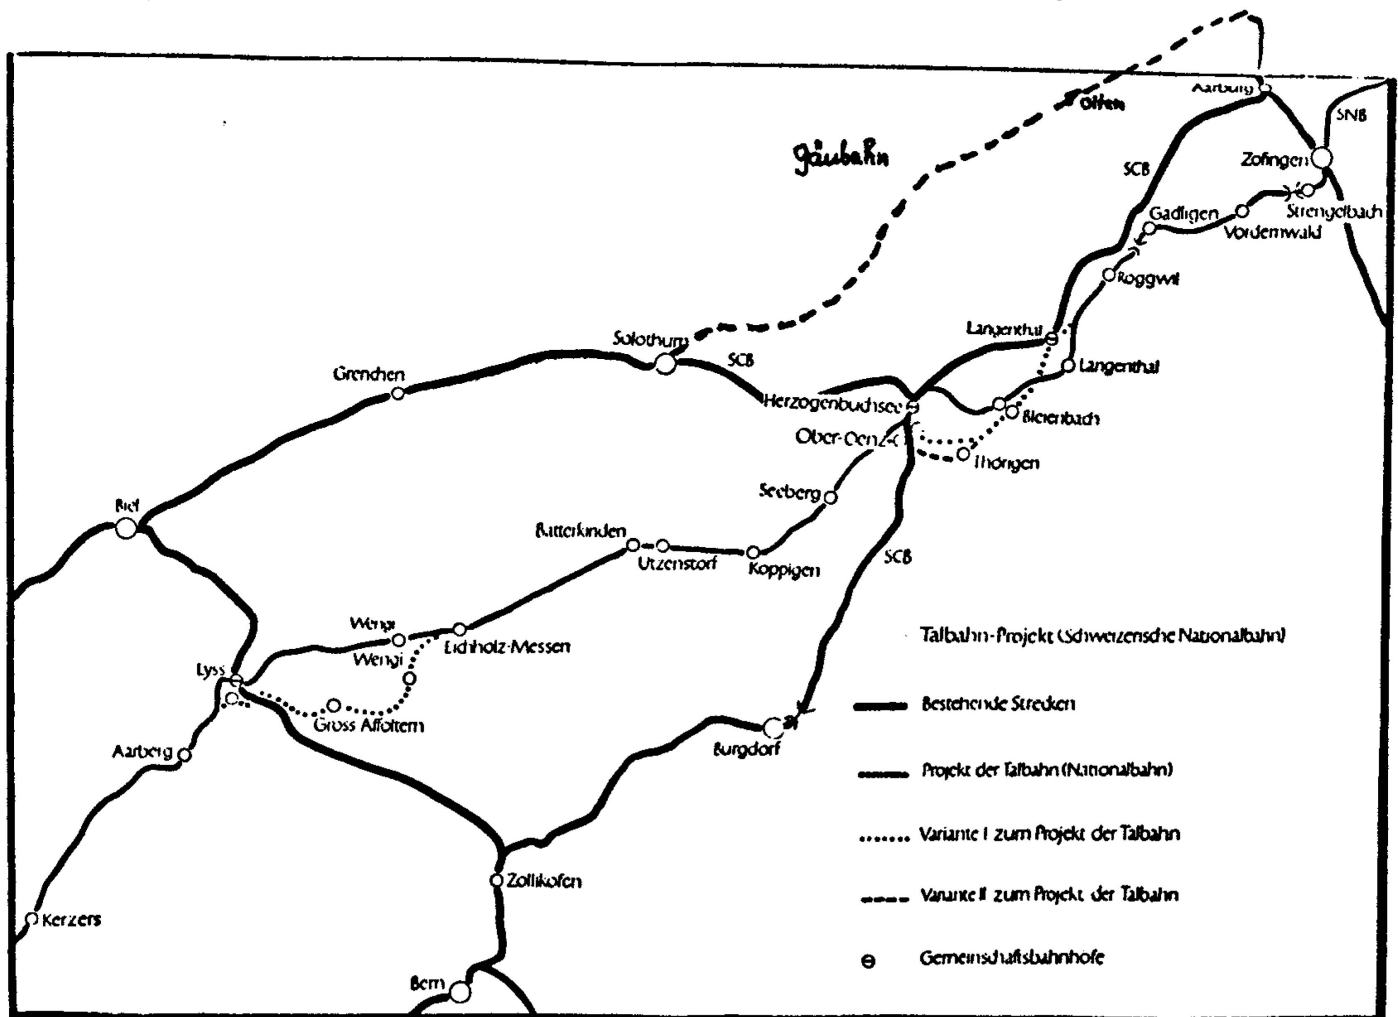 Gäubahn
Olten
Aarburg
SNB
SCB
Zofingen
Strengelbach
Gadligen
Vordemwald
Roggwil
Langenthal
Langenthal
Solothurn
SCB
Grenchen
Herzogenbuchsee
Bleienbach
Ober-Oenz
Thörigen
Seeberg
Biel
Batterkinden
Utzenstorf
Koppigen
SCB
Wengi
Wengi
Eichholz-Messen
Lyss
Gross Affoltern
Aarberg
Burgdorf
Zollikofen
Kerzers
Bern
Talbahn-Projekt (Schweizerische Nationalbahn)
Bestehende Strecken
Projekt der Talbahn (Nationalbahn)
Variante I zum Projekt der Talbahn
Variante II zum Projekt der Talbahn
Gemeinschaftsbahnhofe